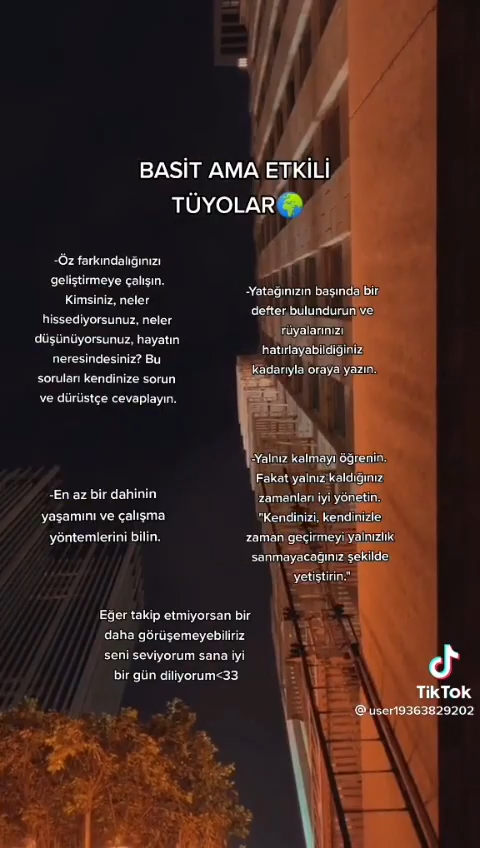 BASİT AMA ETKİLİ
TÜYOLAR🌍
-Öz farkındalığınızı
geliştirmeye çalışın.
Kimsiniz, neler
hissediyorsunuz, neler
düşünüyorsunuz, hayatın
neresindesiniz? Bu
soruları kendinize sorun
ve dürüstçe cevaplayın.
-Yatağınızın başında bir
defter bulundurun ve
rüyalarınızı
hatırlayabildiğiniz
kadarıyla oraya yazın.
-En az bir dahinin
yaşamını ve çalışma
yöntemlerini bilin.
-Yalnız kalmayı öğrenin.
Fakat yalnız kaldığınız
zamanları iyi yönetin.
"Kendinizi, kendinizle
zaman geçirmeyi yalnızlık
sanmayacağınız şekilde
yetiştirin."
Eğer takip etmiyorsan bir
daha görüşemeyebiliriz
seni seviyorum sana iyi
bir gün diliyorum<33
TikTok
@user19363829202